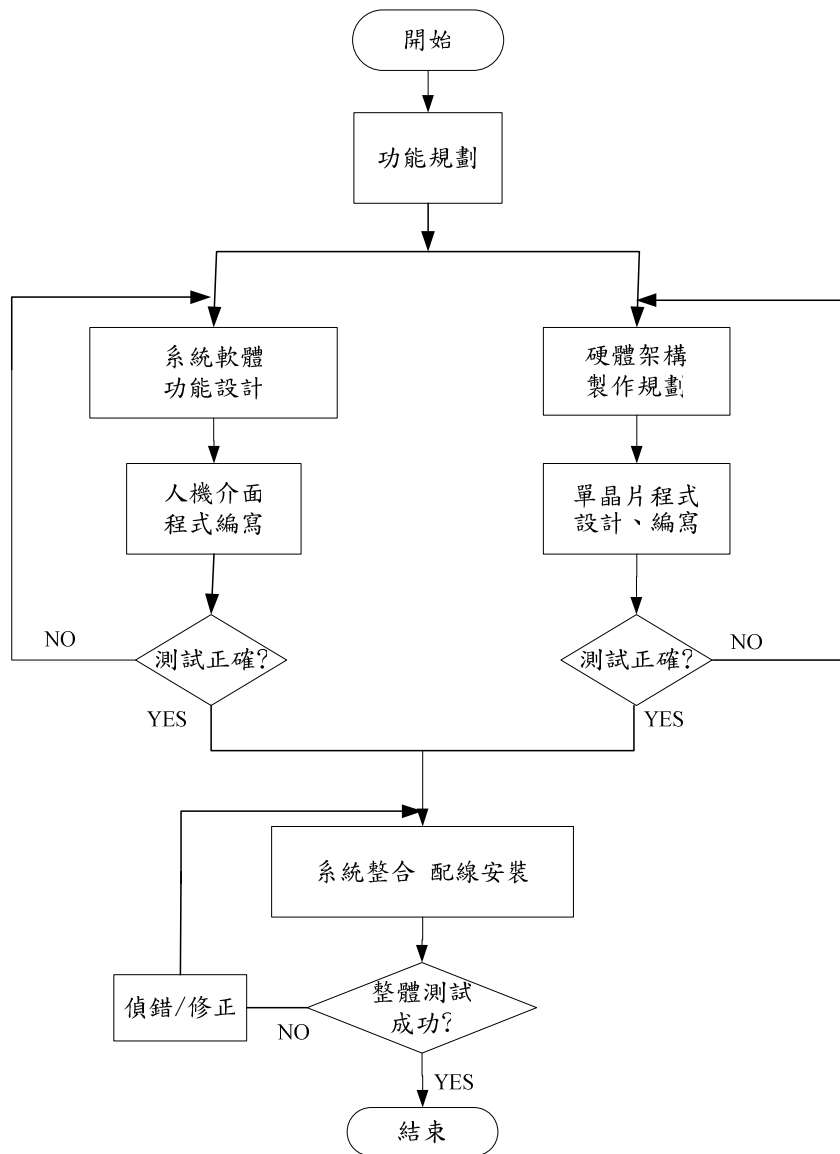 開始
功能規劃
系統軟體
功能設計
硬體架構
製作規劃
人機介面
程式編寫
單晶片程式
設計、編寫
NO
測試正確?
測試正確?
NO
YES
YES
系統整合 配線安裝
偵錯/修正
NO
整體測試
成功?
YES
結束